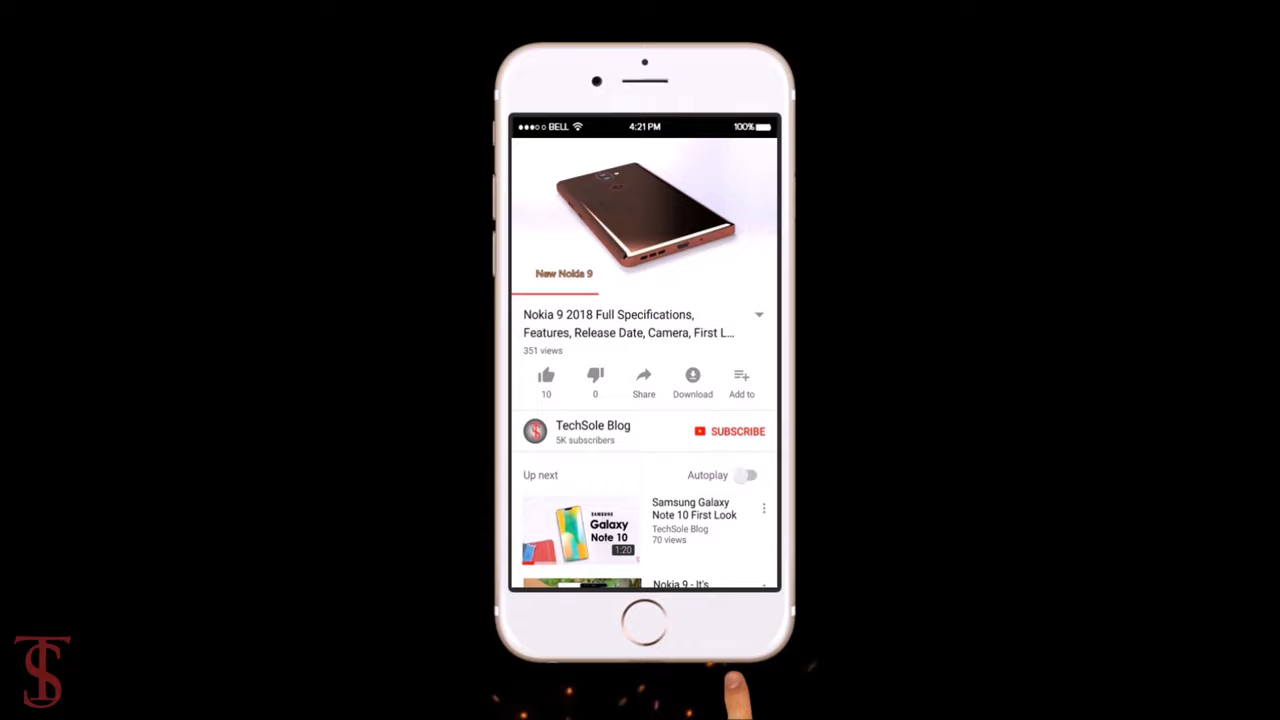 BELL
4:21 PM
100%
New Nokia 9
Nokia 9 2018 Full Specifications,
Features, Release Date, Camera, First L...
351 views
10
0
Share
Download
Add to
TechSole Blog
5K subscribers
SUBSCRIBE
Up next
Autoplay
SAMSUNG
Galaxy
Note 10
1:20
Samsung Galaxy
Note 10 First Look
TechSole Blog
70 views
Nokia 9 - It's
TS